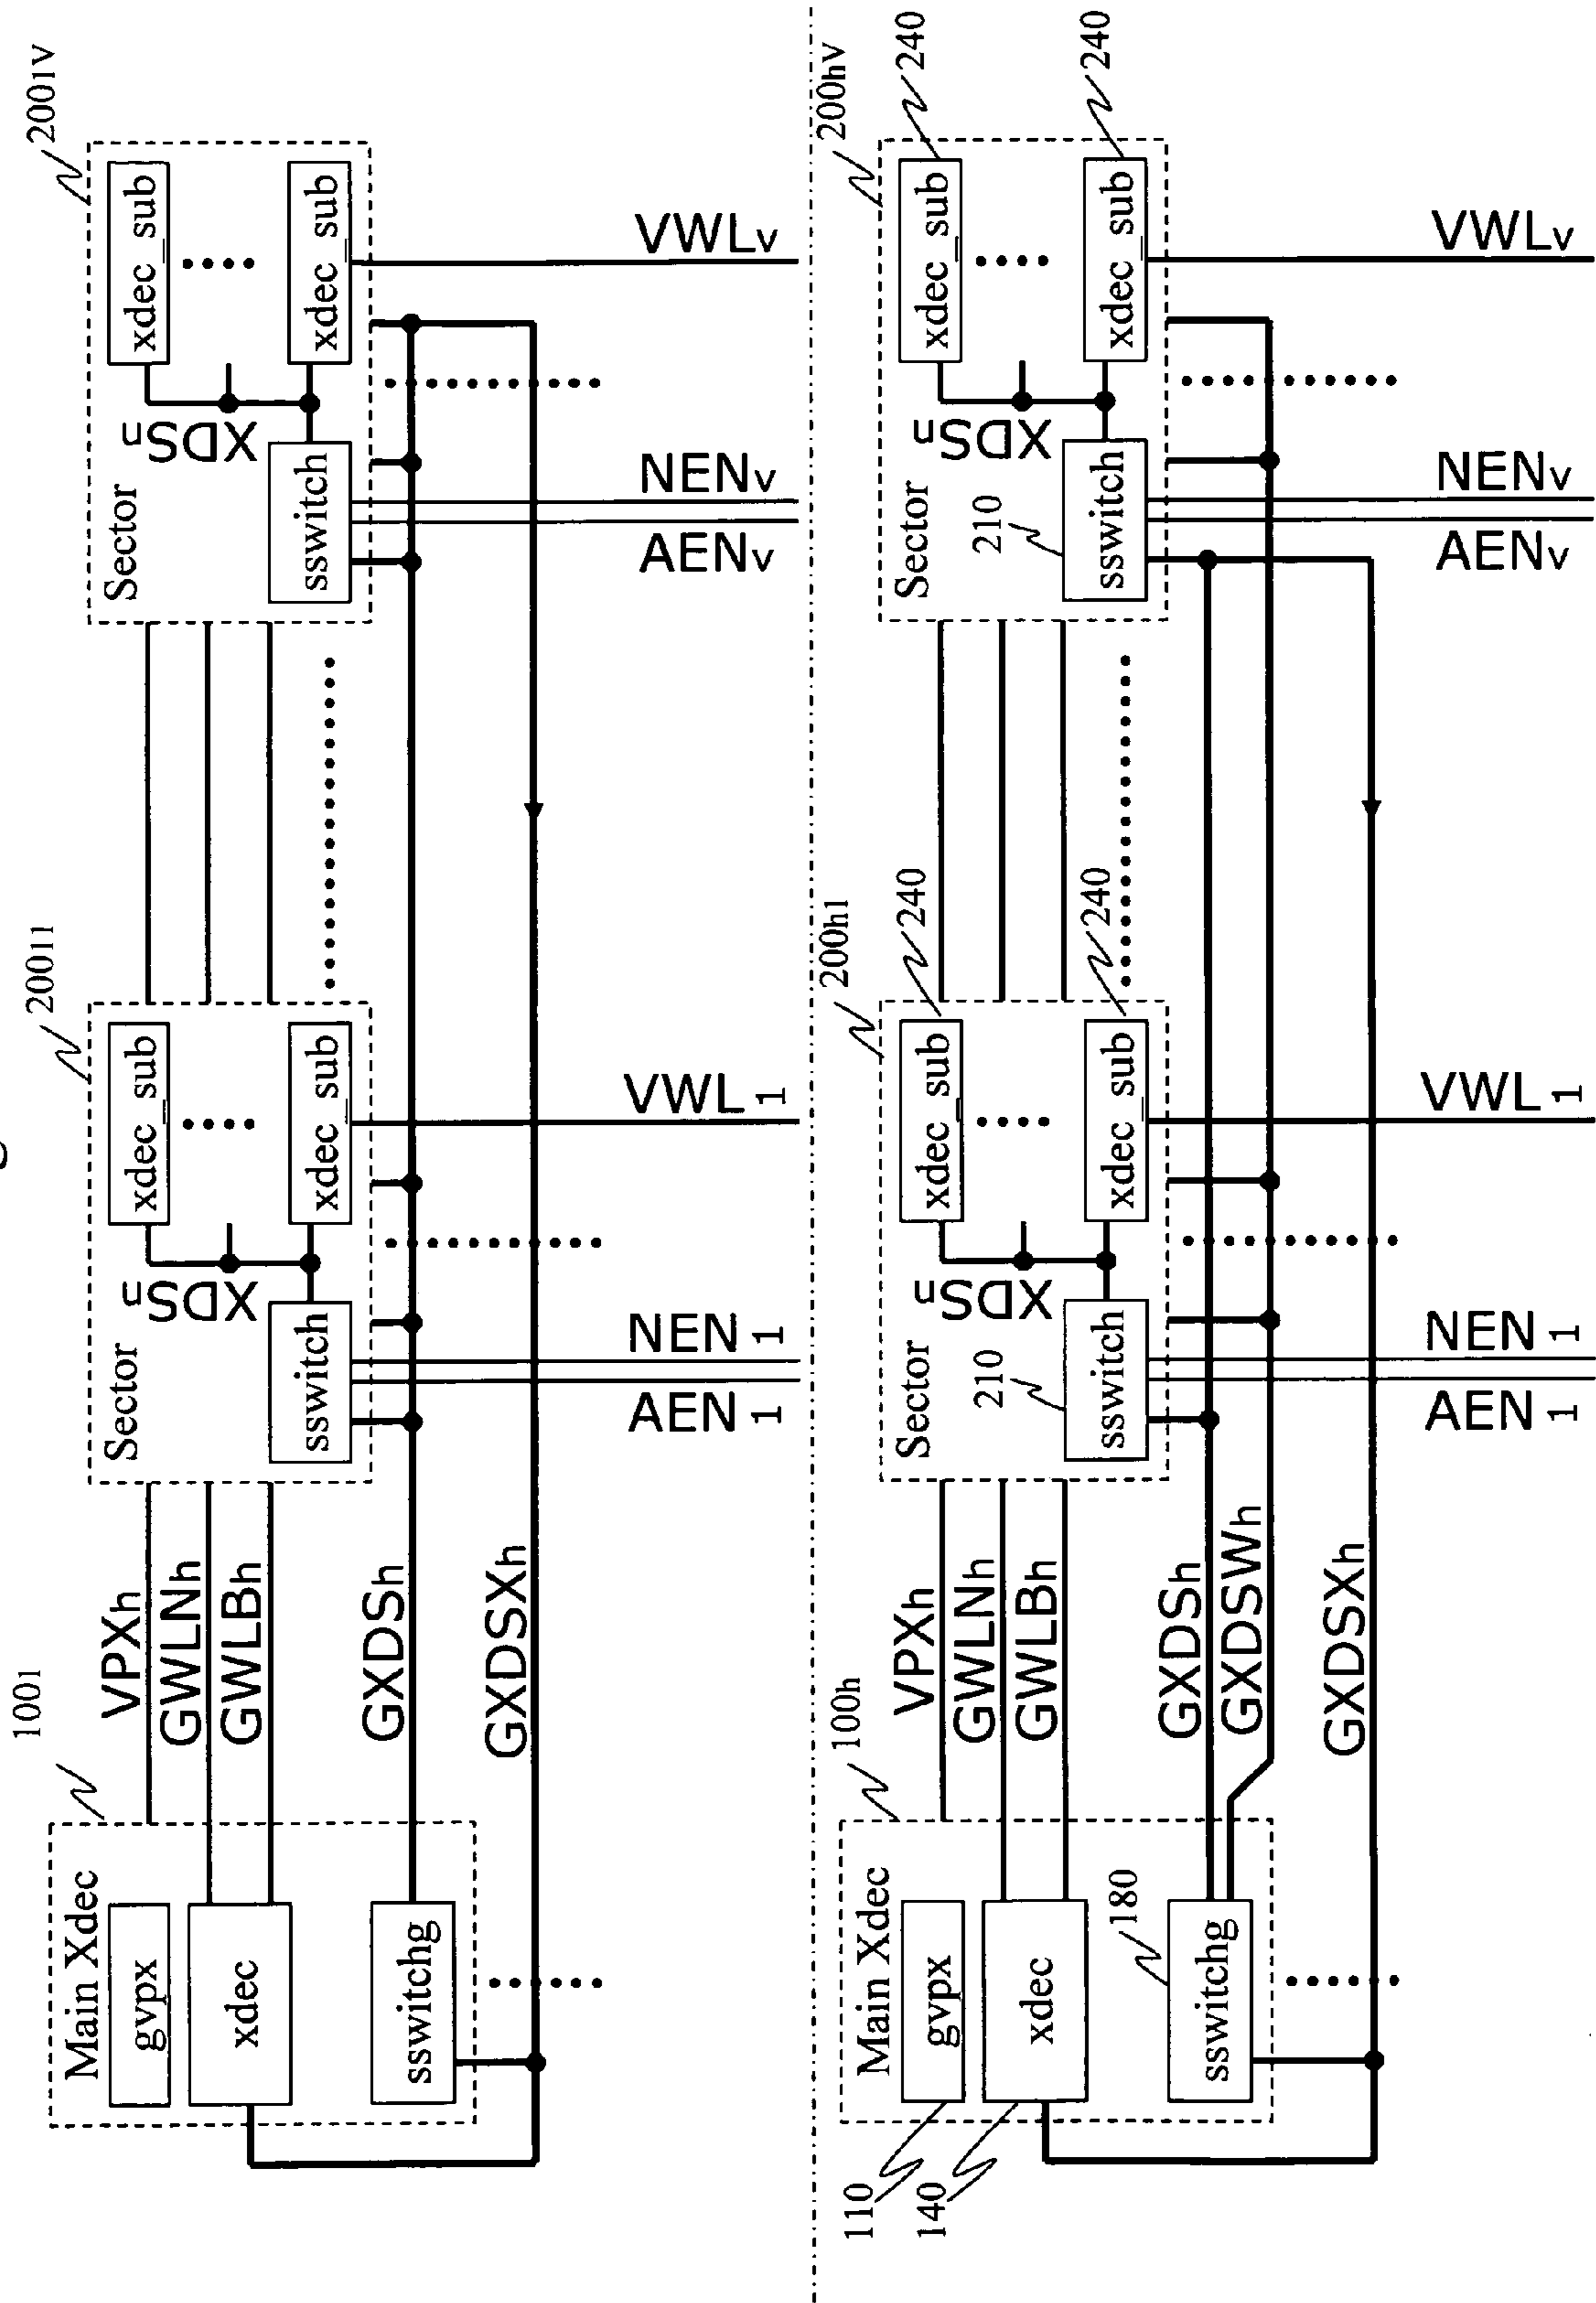 200₁ᵥ
200₁₁
100₁
Sector
xdec_sub
xdec_sub
XDSn
sswitch
AENv
NENv
VWLv
Sector
xdec_sub
xdec_sub
XDSn
sswitch
AEN1
NEN1
VWL1
VPXh
GWLNh
GWLBh
GXDSh
GXDSXh
Main Xdec
gvpx
xdec
sswitchg
200hv
240
240
Sector
xdec_sub
xdec_sub
XDSn
210
sswitch
AENv
NENv
VWLv
200h1
240
240
Sector
xdec_sub
xdec_sub
XDSn
210
sswitch
AEN1
NEN1
VWL1
100h
VPXh
GWLNh
GWLBh
GXDSh
GXDSWh
GXDSXh
Main Xdec
gvpx
xdec
180
sswitchg
110
140